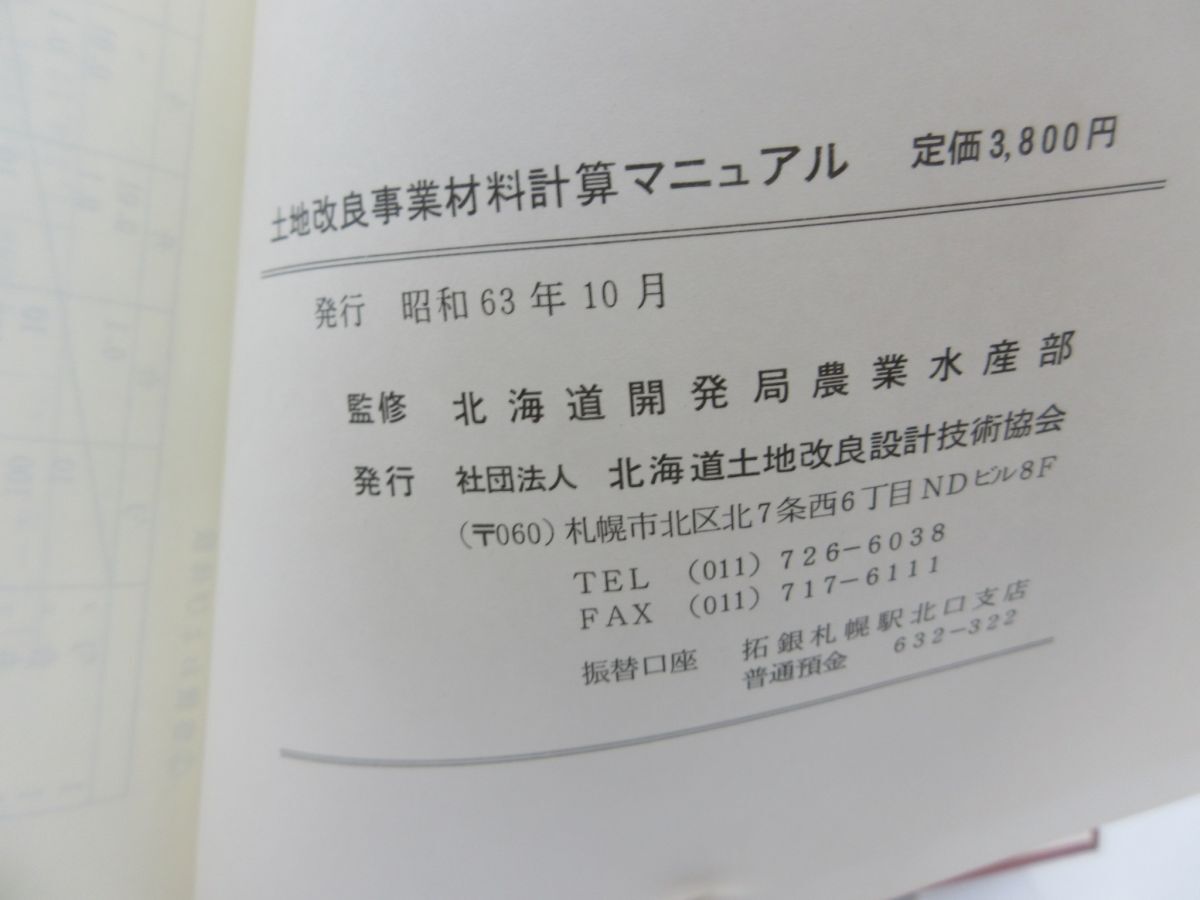 土地改良事業材料計算マニュアル 定価3,800円
発行 昭和63年10月
監修 北海道開発局農業水産部
発行 社団法人 北海道土地改良設計技術協会
(〒060) 札幌市北区北7条西6丁目NDビル8F
TEL (011) 726-6038
FAX (011) 717-6111
振替口座 拓銀札幌駅北口支店
普通預金 632-322